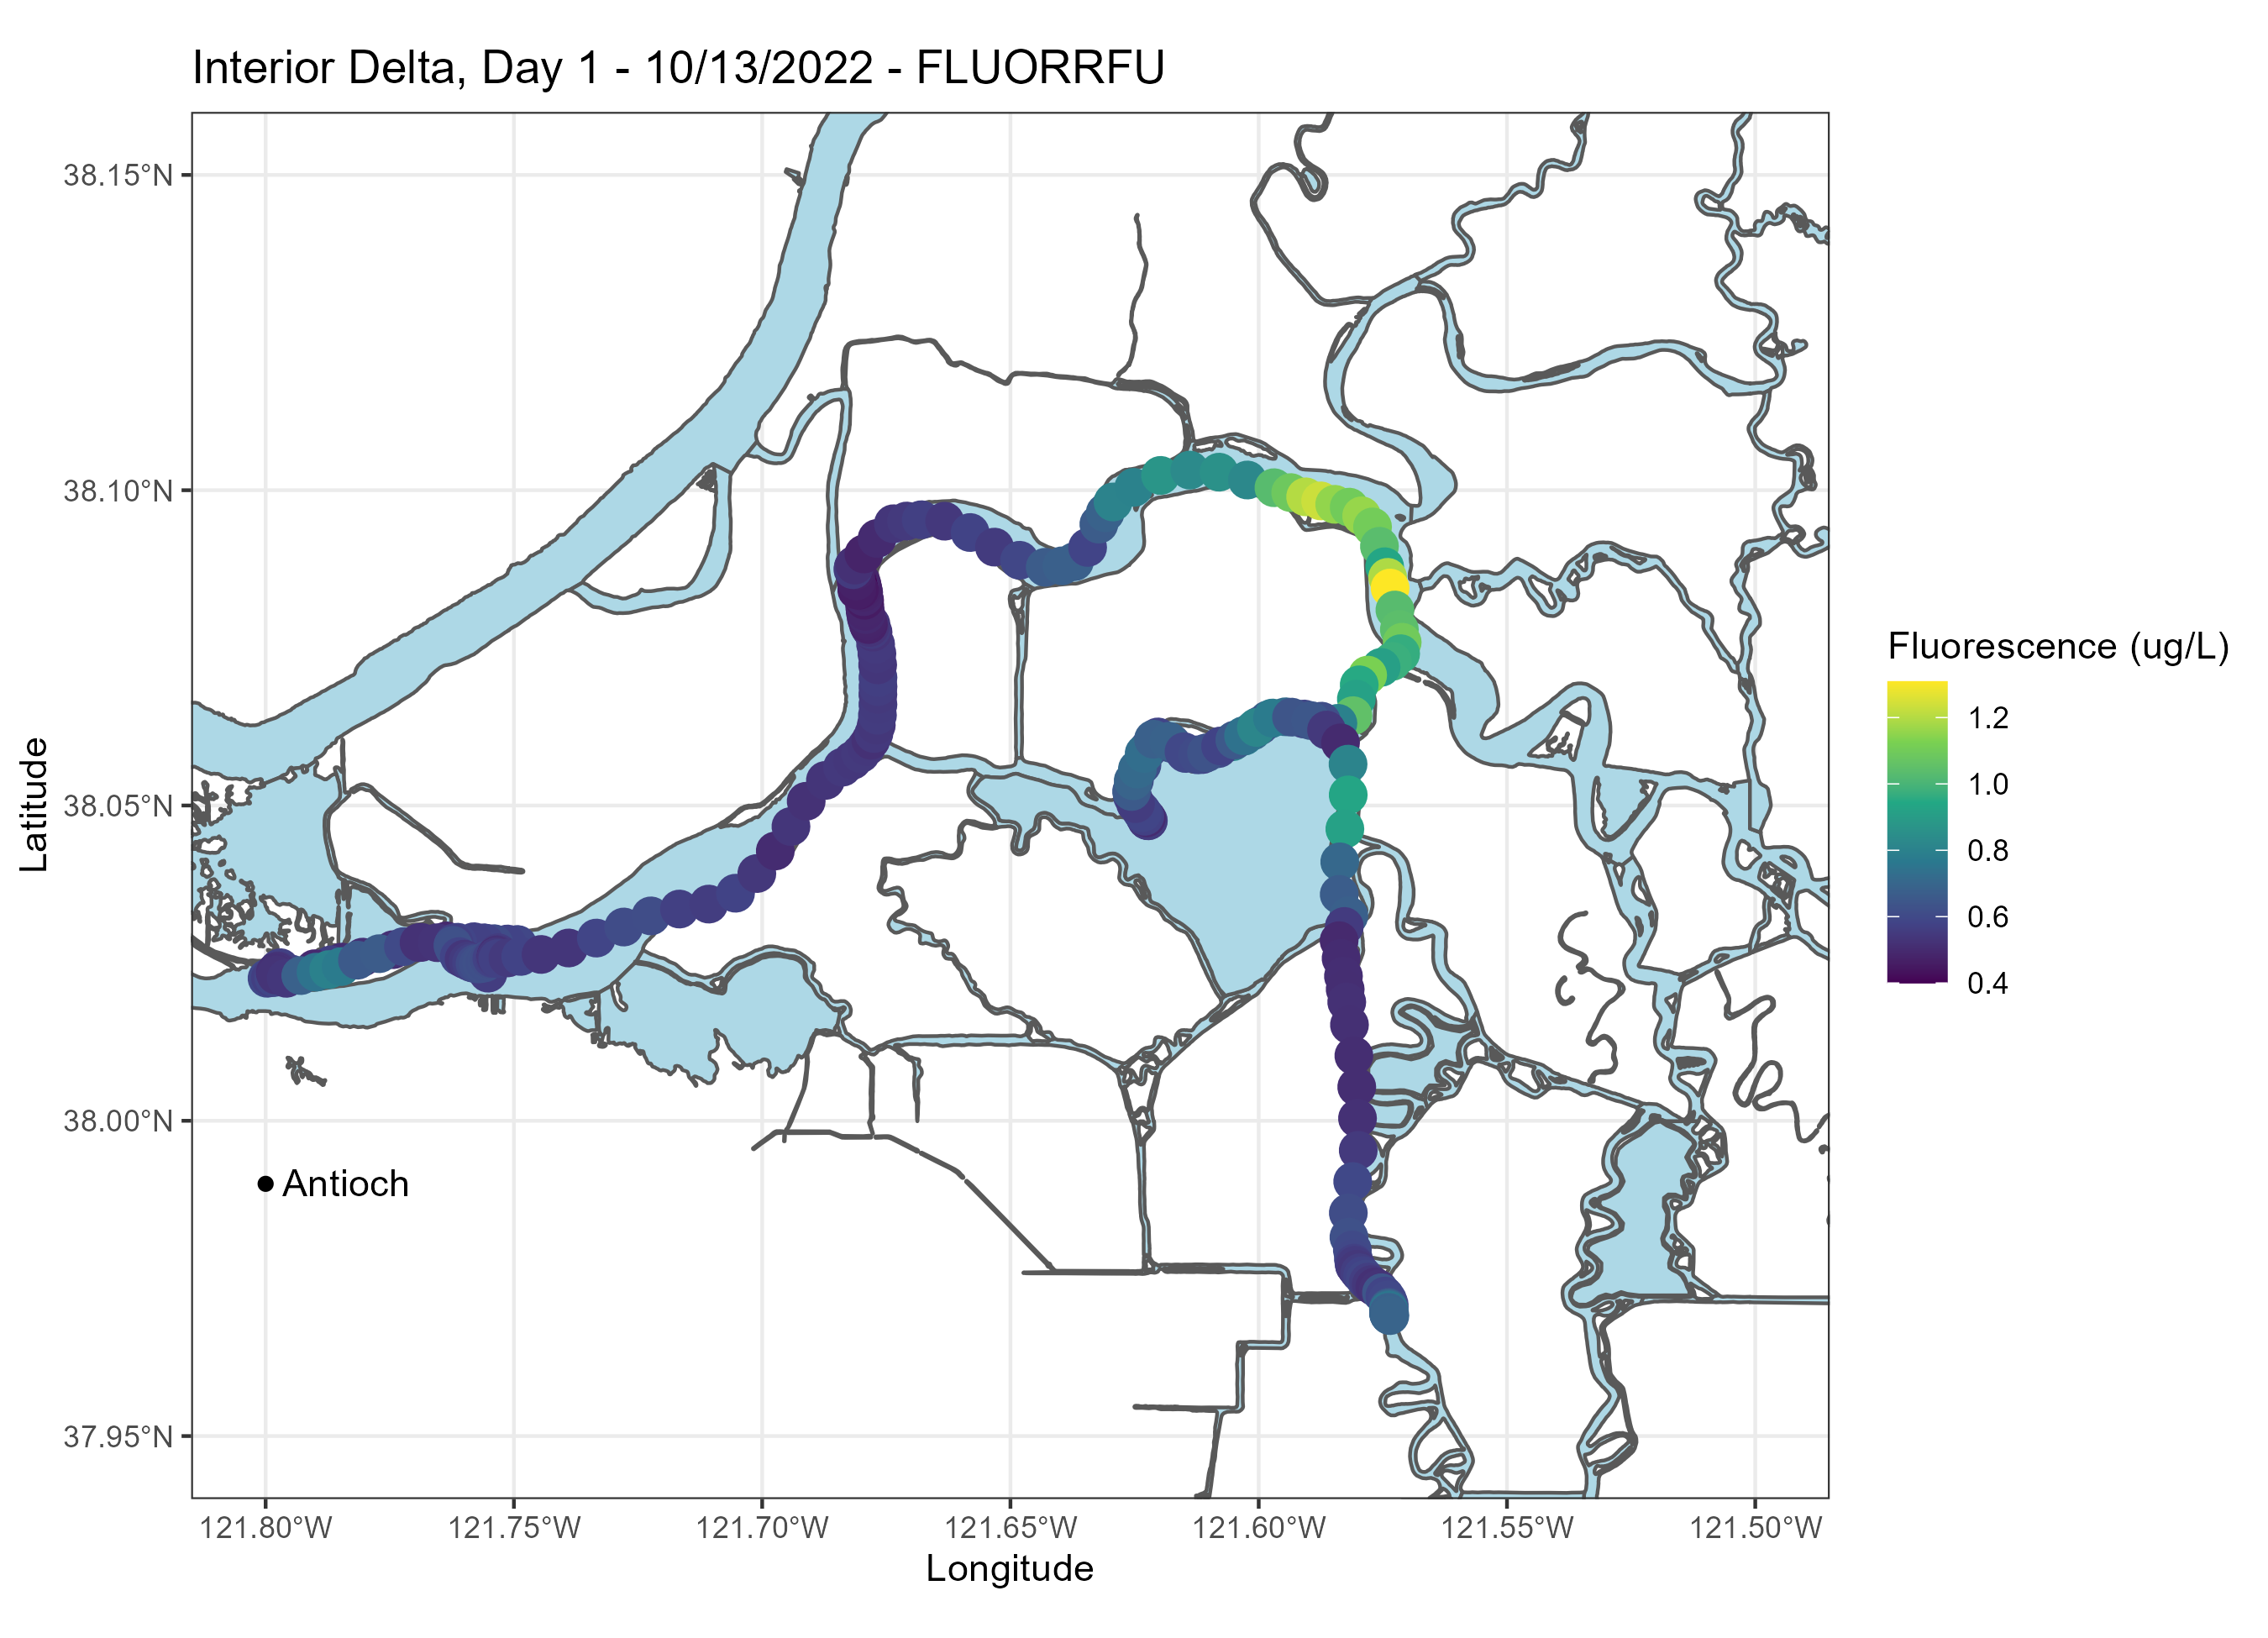 Interior Delta, Day 1 - 10/13/2022 - FLUORRFU
38.15°N
38.10°N
38.05°N
38.00°N
37.95°N
Latitude
Antioch
121.80°W
121.75°W
121.70°W
121.65°W
121.60°W
121.55°W
121.50°W
Longitude
Fluorescence (ug/L)
1.2
1.0
0.8
0.6
0.4